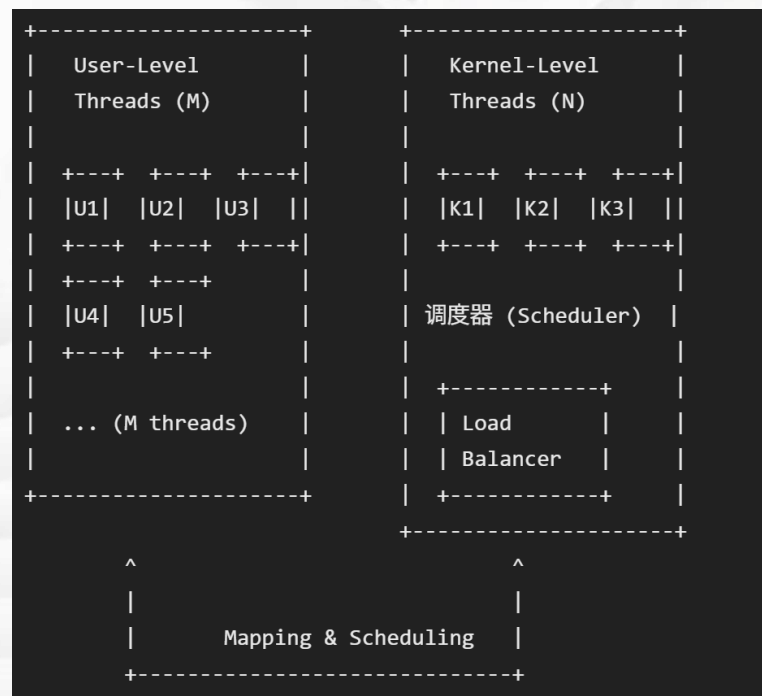 User-Level
Threads (M)
U1 U2 U3
U4 U5
... (M threads)
Kernel-Level
Threads (N)
K1 K2 K3
调度器 (Scheduler)
Load
Balancer
Mapping & Scheduling